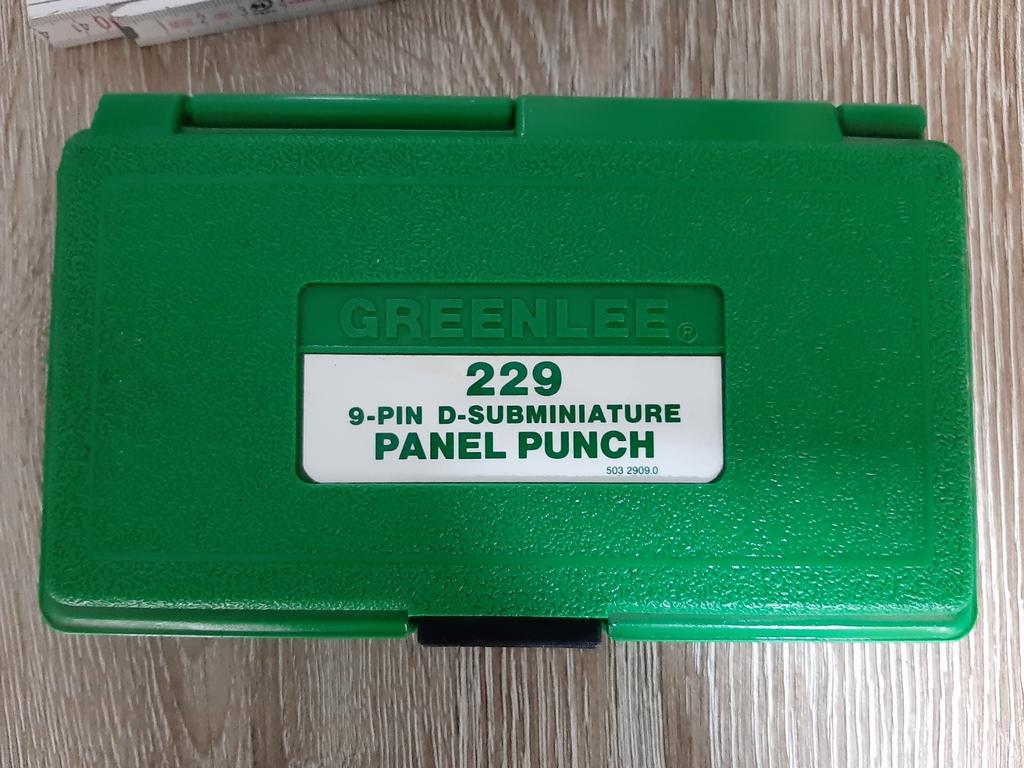 GREENLEE®
229
9-PIN D-SUBMINIATURE
PANEL PUNCH
503 2909.0